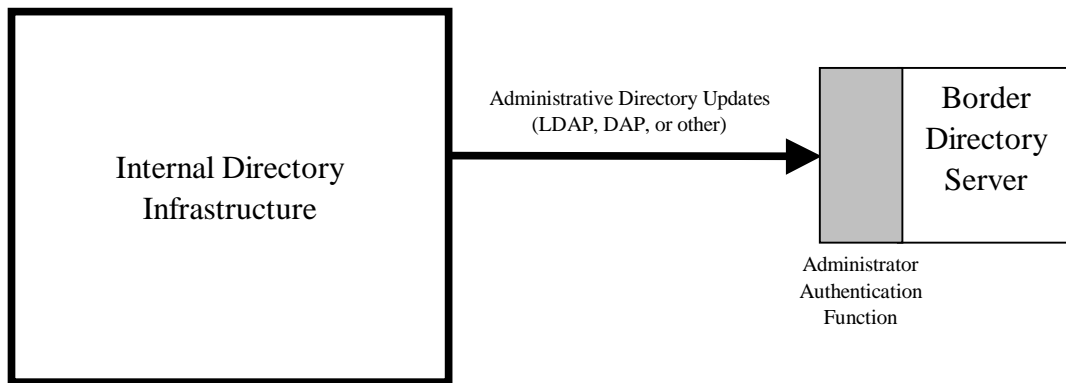 Internal Directory
Infrastructure
Administrative Directory Updates
(LDAP, DAP, or other)
Border
Directory
Server
Administrator
Authentication
Function